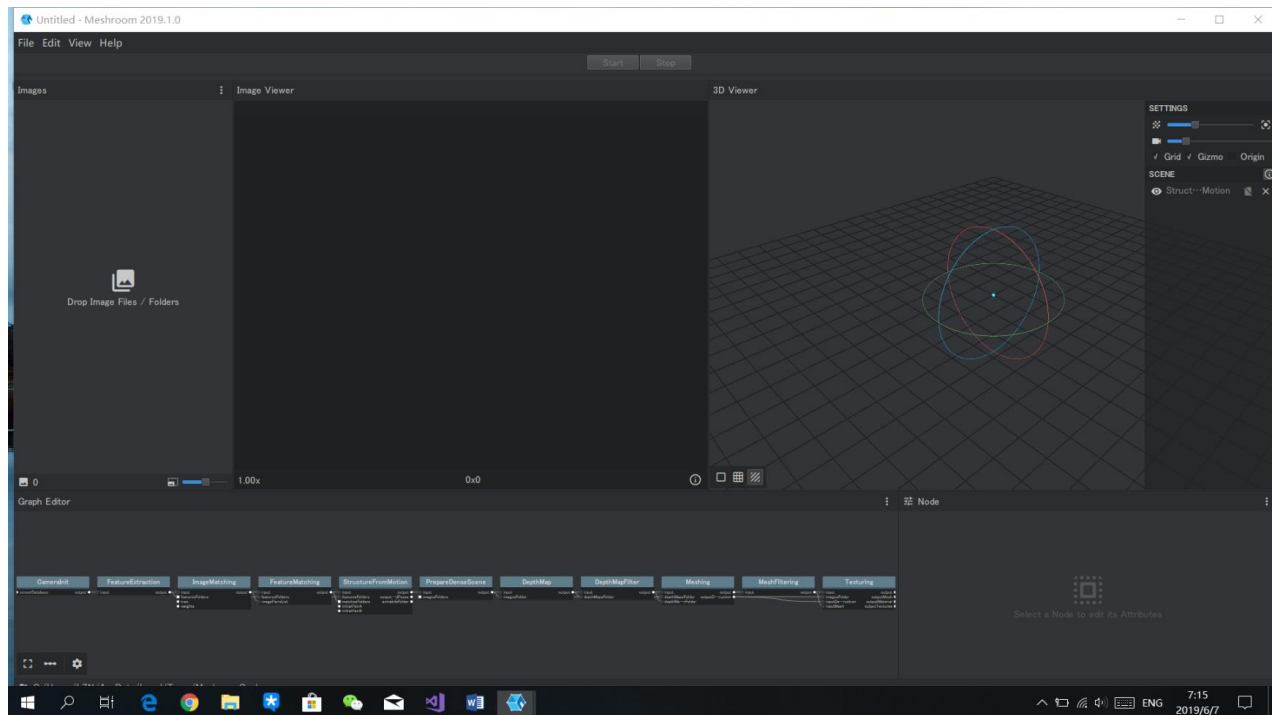 Untitled - Meshroom 2019.1.0
File Edit View Help
Start Stop
Images
Image Viewer
3D Viewer
SETTINGS
Grid Gizmo Origin
SCENE
Struct···Motion
Drop Image Files / Folders
0
1.00x
0x0
Graph Editor
Node
CameraInit FeatureExtraction ImageMatching FeatureMatching StructureFromMotion PrepareDenseScene DepthMap DepthMapFilter Meshing MeshFiltering Texturing
Select a Node to edit its Attributes
ENG
7:15
2019/6/7